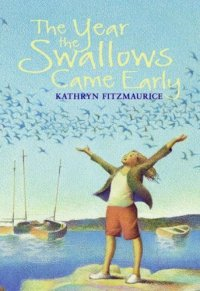 The Year
the
Swallows
Came Early
KATHRYN FITZMAURICE